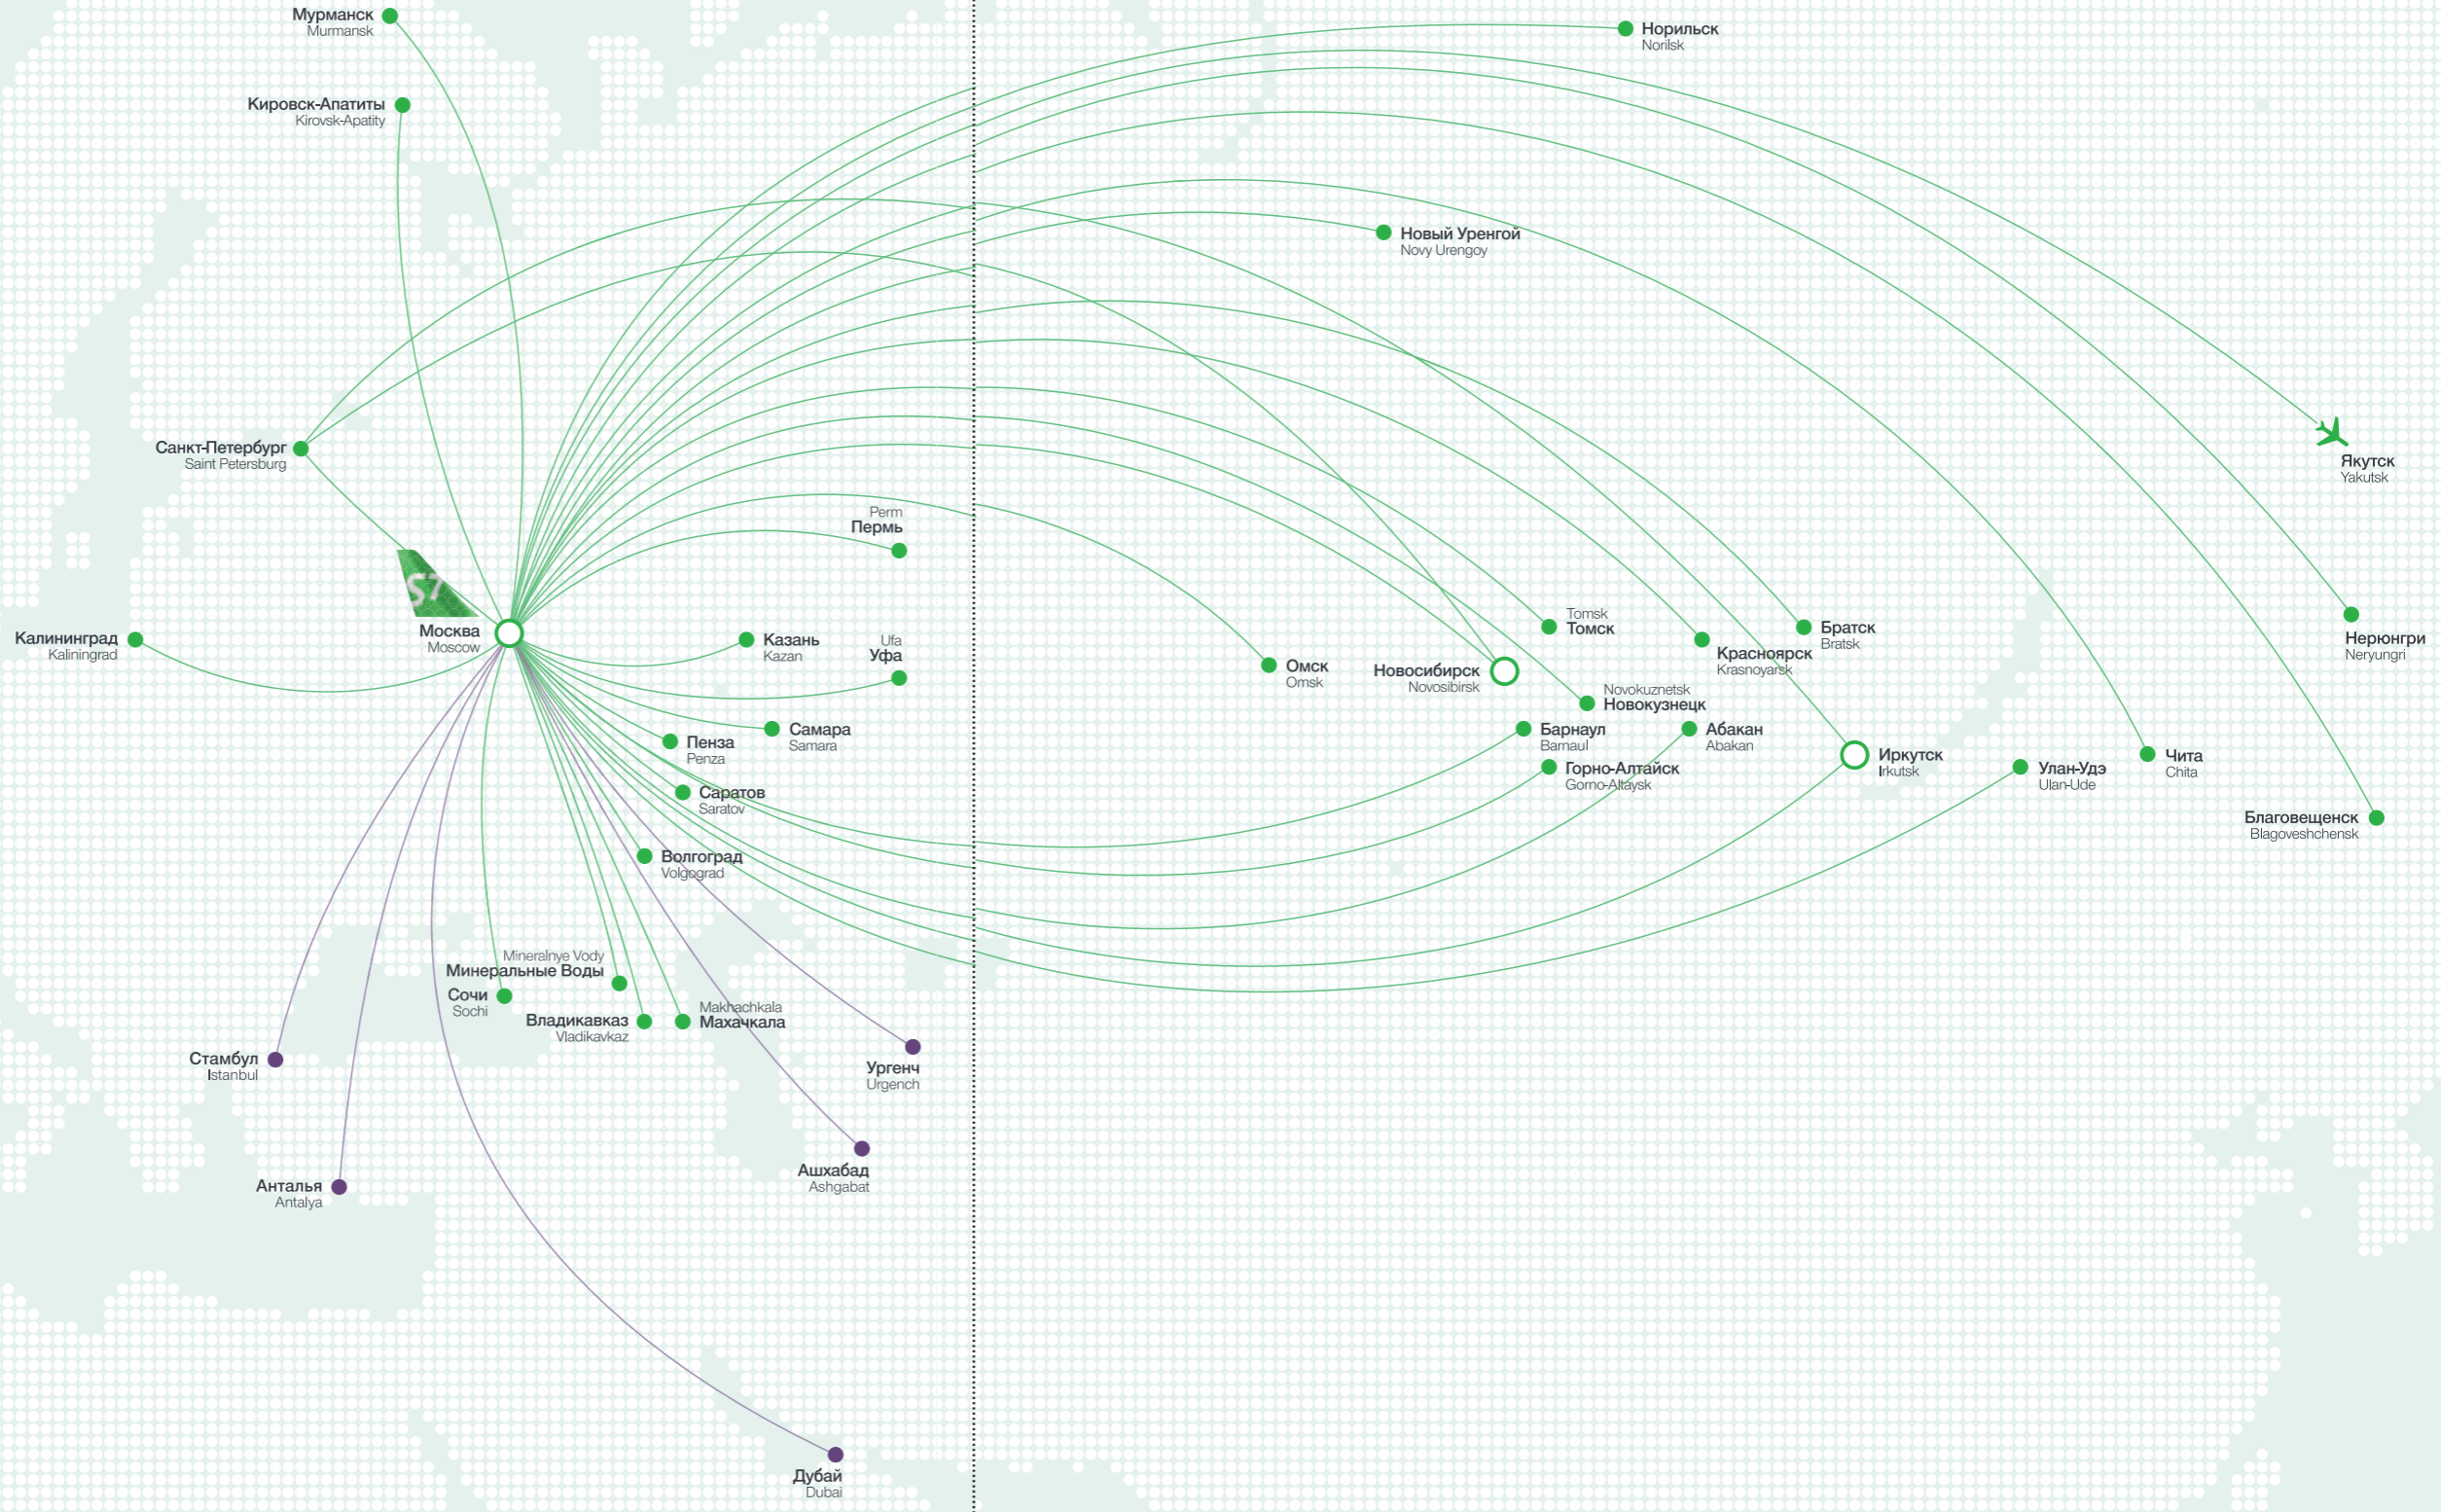 Мурманск
Murmansk
Норильск
Norilsk
Кировск-Апатиты
Kirovsk-Apatity
Новый Уренгой
Novy Urengoy
Санкт-Петербург
Saint Petersburg
Якутск
Yakutsk
Perm
Пермь
S7
Москва
Moscow
Калининград
Kaliningrad
Казань
Kazan
Ufa
Уфа
Tomsk
Томск
Братск
Bratsk
Красноярск
Krasnoyarsk
Нерюнгри
Neryungri
Омск
Omsk
Новосибирск
Novosibirsk
Novokuznetsk
Новокузнецк
Самара
Samara
Пенза
Penza
Барнаул
Barnaul
Абакан
Abakan
Иркутск
Irkutsk
Чита
Chita
Горно-Алтайск
Gorno-Altaysk
Улан-Удэ
Ulan-Ude
Саратов
Saratov
Благовещенск
Blagoveshchensk
Волгоград
Volgograd
Mineralnye Vody
Минеральные Воды
Сочи
Sochi
Владикавказ
Vladikavkaz
Makhachkala
Махачкала
Стамбул
Istanbul
Ургенч
Urgench
Ашхабад
Ashgabat
Анталья
Antalya
Дубай
Dubai